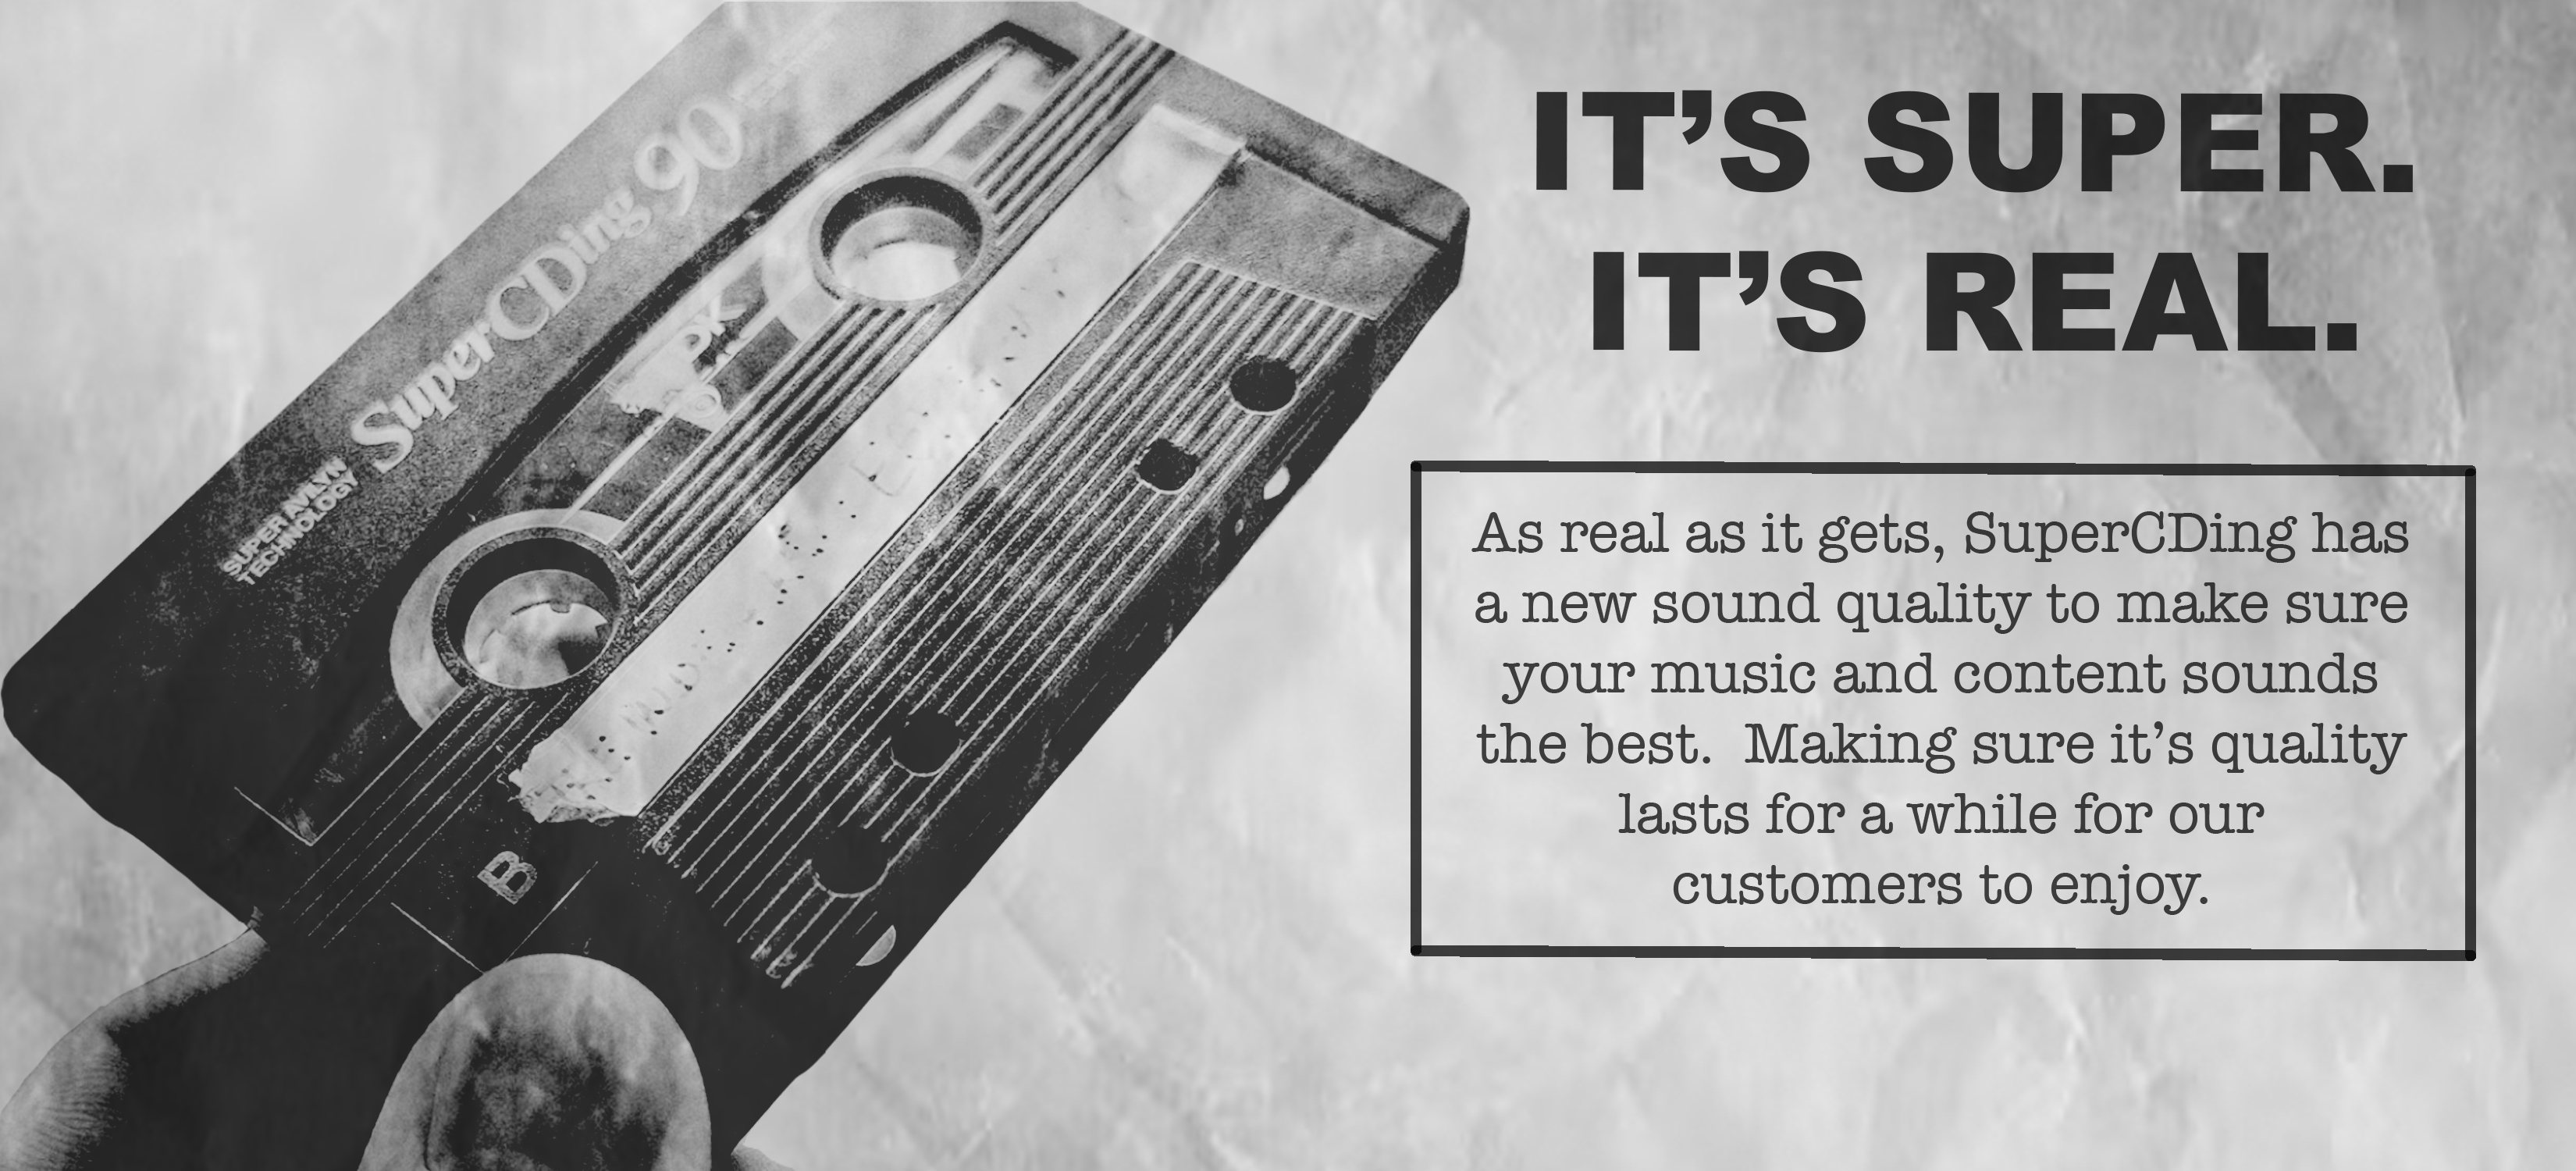 SuperCDing 90
SUPER AVILYN
TECHNOLOGY
B
IT’S SUPER.
IT’S REAL.
As real as it gets, SuperCDing has
a new sound quality to make sure
your music and content sounds
the best.  Making sure it’s quality
lasts for a while for our
customers to enjoy.